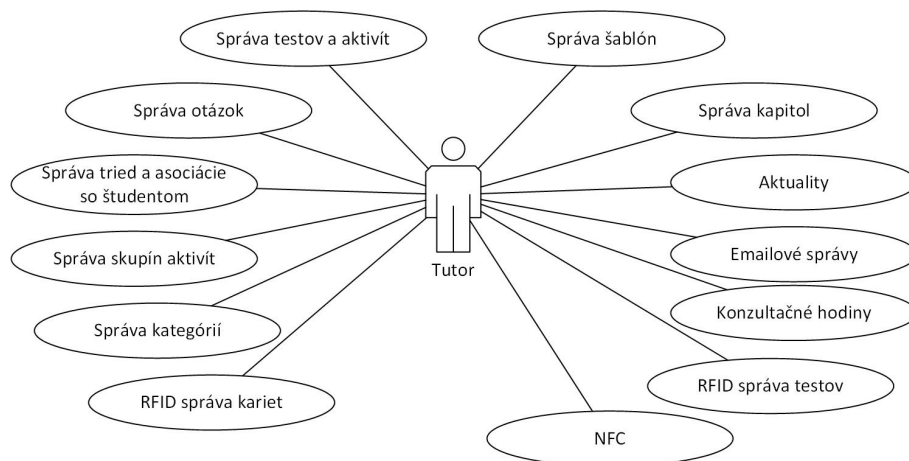 Správa testov a aktivít
Správa šablón
Správa otázok
Správa kapitol
Správa tried a asociácie
so študentom
Aktuality
Správa skupín aktivít
Emailové správy
Tutor
Konzultačné hodiny
Správa kategórií
RFID správa testov
RFID správa kariet
NFC